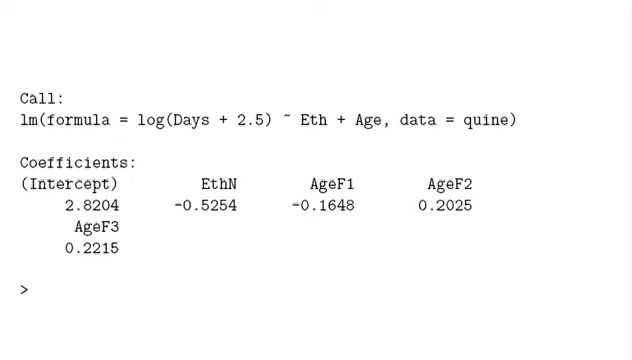 Call:
lm(formula = log(Days + 2.5) ~ Eth + Age, data = quine)
Coefficients:
(Intercept) EthN AgeF1 AgeF2
2.8204 -0.5254 -0.1648 0.2025
AgeF3
0.2215
>